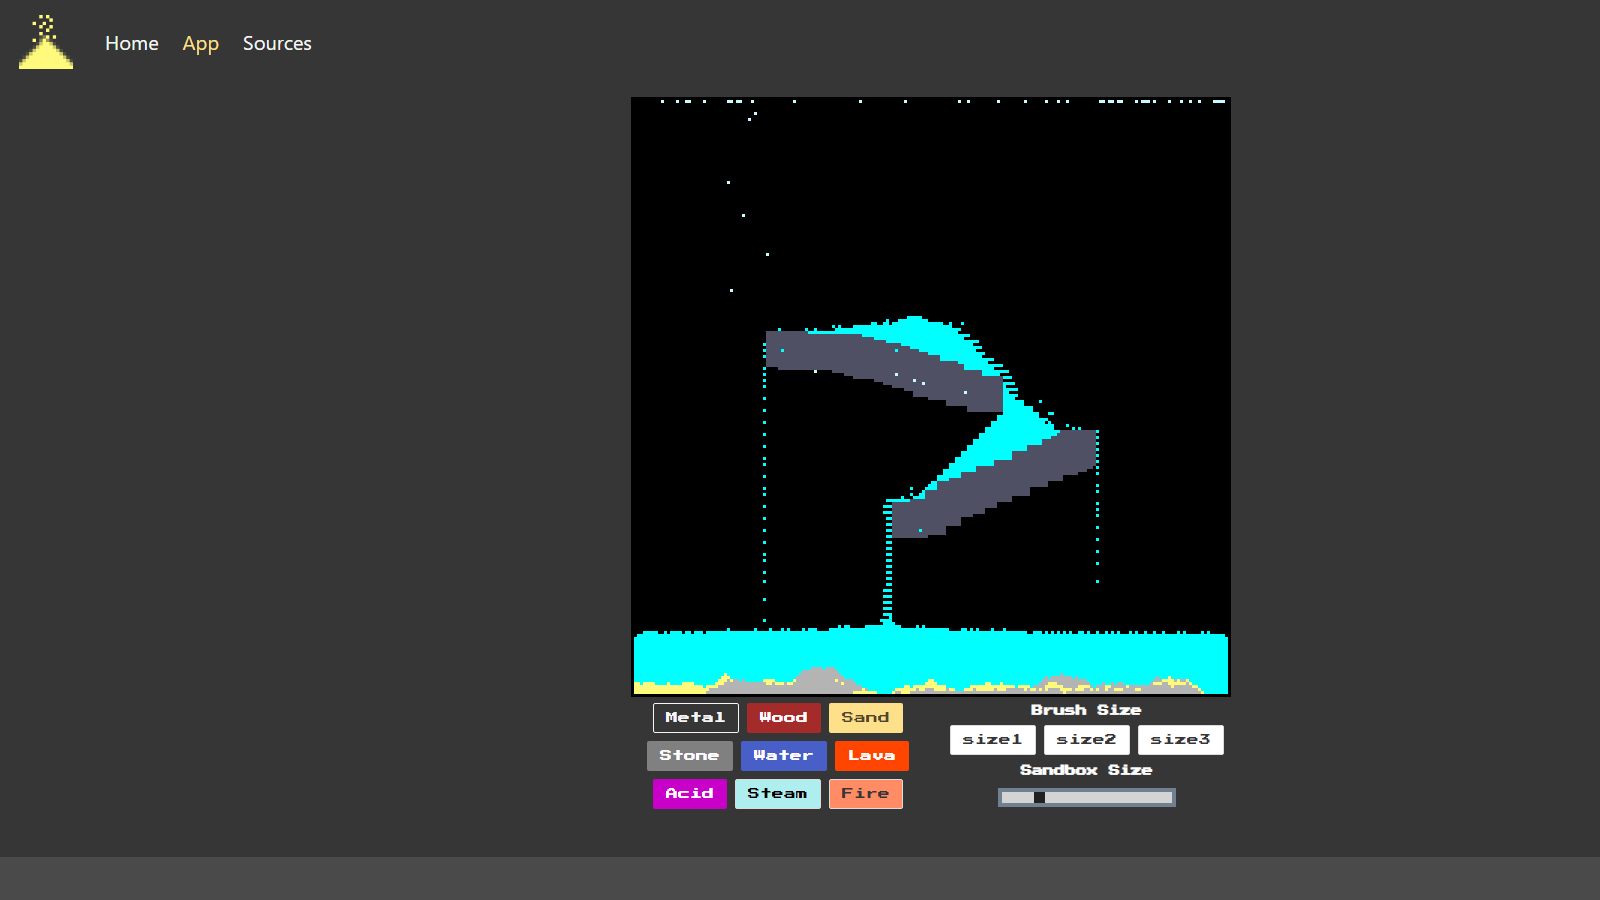 Home App Sources
Metal Wood Sand
Stone Water Lava
Acid Steam Fire
Brush Size
size1 size2 size3
Sandbox Size